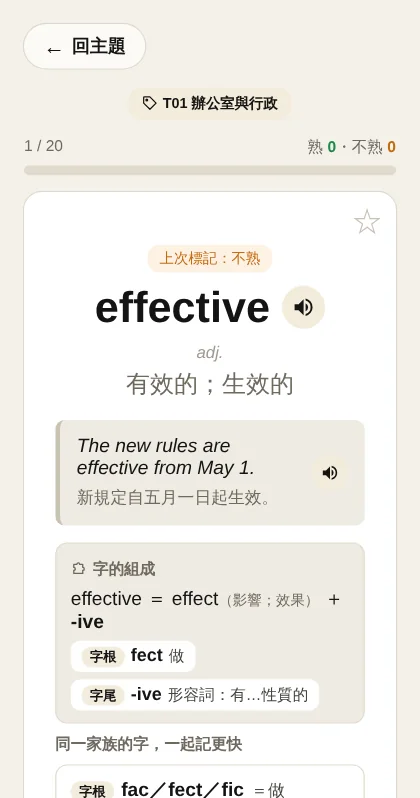 ← 回主題
T01 辦公室與行政
1 / 20 熟 0 · 不熟 0
上次標記：不熟
effective
adj.
有效的；生效的
The new rules are
effective from May 1.
新規定自五月一日起生效。
字的組成
effective ＝ effect（影響；效果） ＋
-ive
字根 fect 做
字尾 -ive 形容詞：有…性質的
同一家族的字，一起記更快
字根 fac／fect／fic ＝做